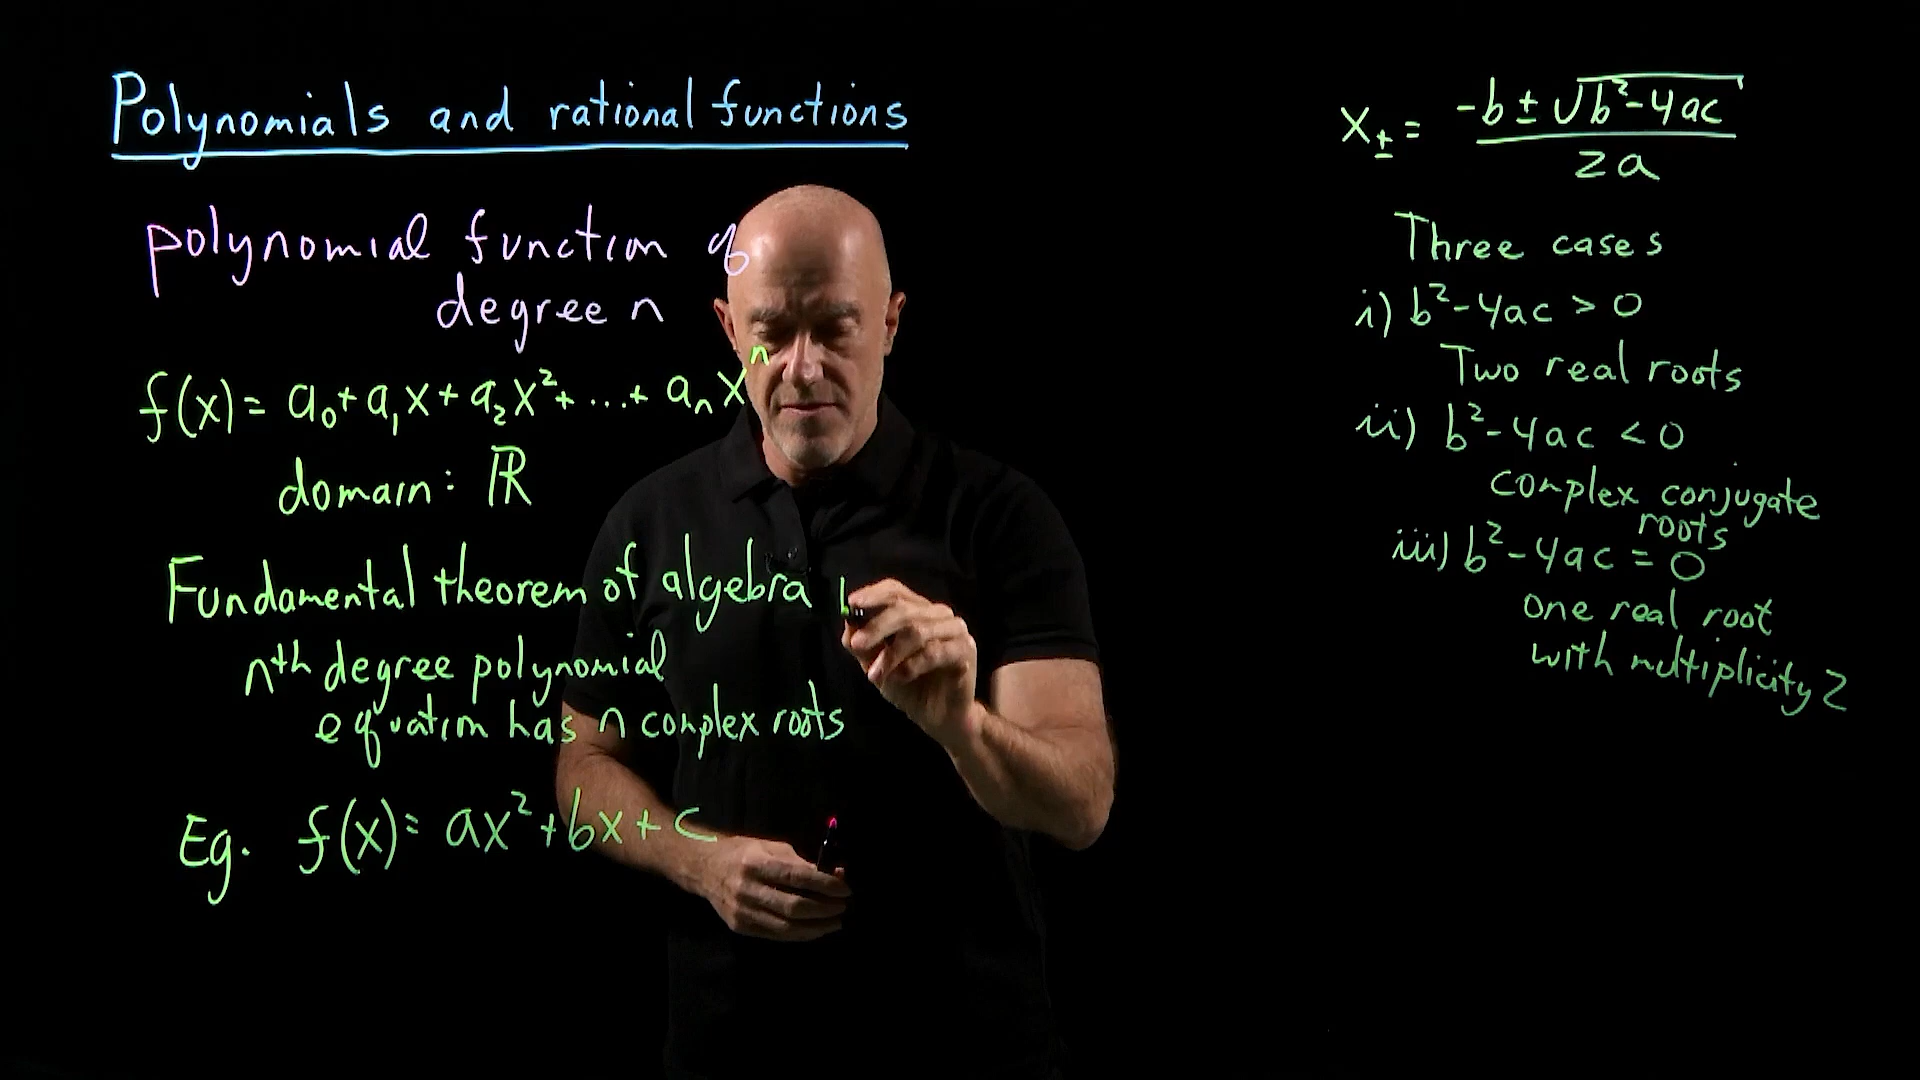 Polynomials and rational functions
polynomial function of
degree n
f(x) = a₀ + a₁x + a₂x² + ... + aₙxⁿ
domain: ℝ
Fundamental theorem of algebra
nth degree polynomial
equation has n complex roots
Eg. f(x) = ax² + bx + c
x± = (-b ± √(b²-4ac)) / 2a
Three cases
i) b²-4ac > 0
Two real roots
ii) b²-4ac < 0
complex conjugate
roots
iii) b²-4ac = 0
one real root
with multiplicity 2